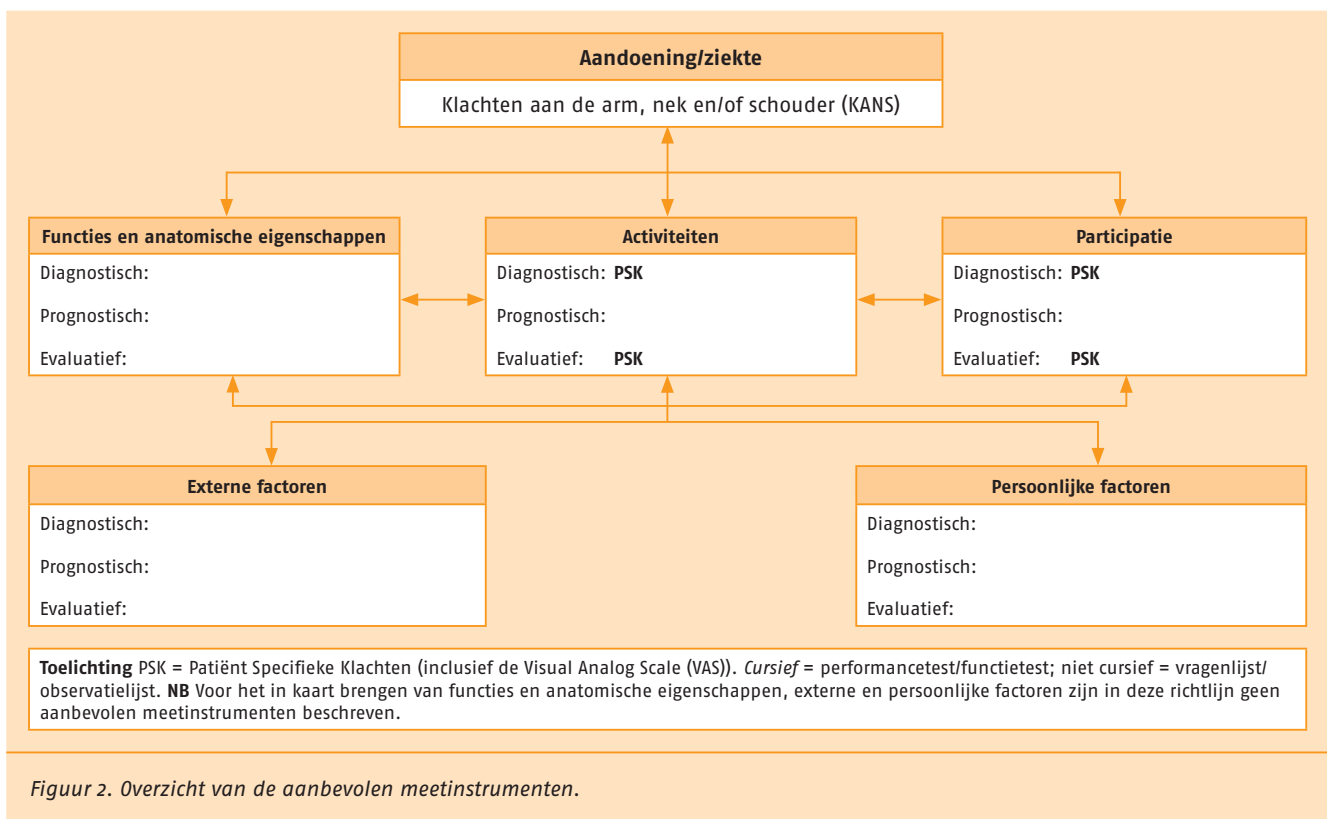 Aandoening/ziekte
Klachten aan de arm, nek en/of schouder (KANS)
Functies en anatomische eigenschappen
Diagnostisch:
Prognostisch:
Evaluatief:
Activiteiten
Diagnostisch: PSK
Prognostisch:
Evaluatief: PSK
Participatie
Diagnostisch: PSK
Prognostisch:
Evaluatief: PSK
Externe factoren
Diagnostisch:
Prognostisch:
Evaluatief:
Persoonlijke factoren
Diagnostisch:
Prognostisch:
Evaluatief:
Toelichting PSK = Patiënt Specifieke Klachten (inclusief de Visual Analog Scale (VAS)). Cursief = performancetest/functietest; niet cursief = vragenlijst/
observatielijst. NB Voor het in kaart brengen van functies en anatomische eigenschappen, externe en persoonlijke factoren zijn in deze richtlijn geen
aanbevolen meetinstrumenten beschreven.
Figuur 2. Overzicht van de aanbevolen meetinstrumenten.